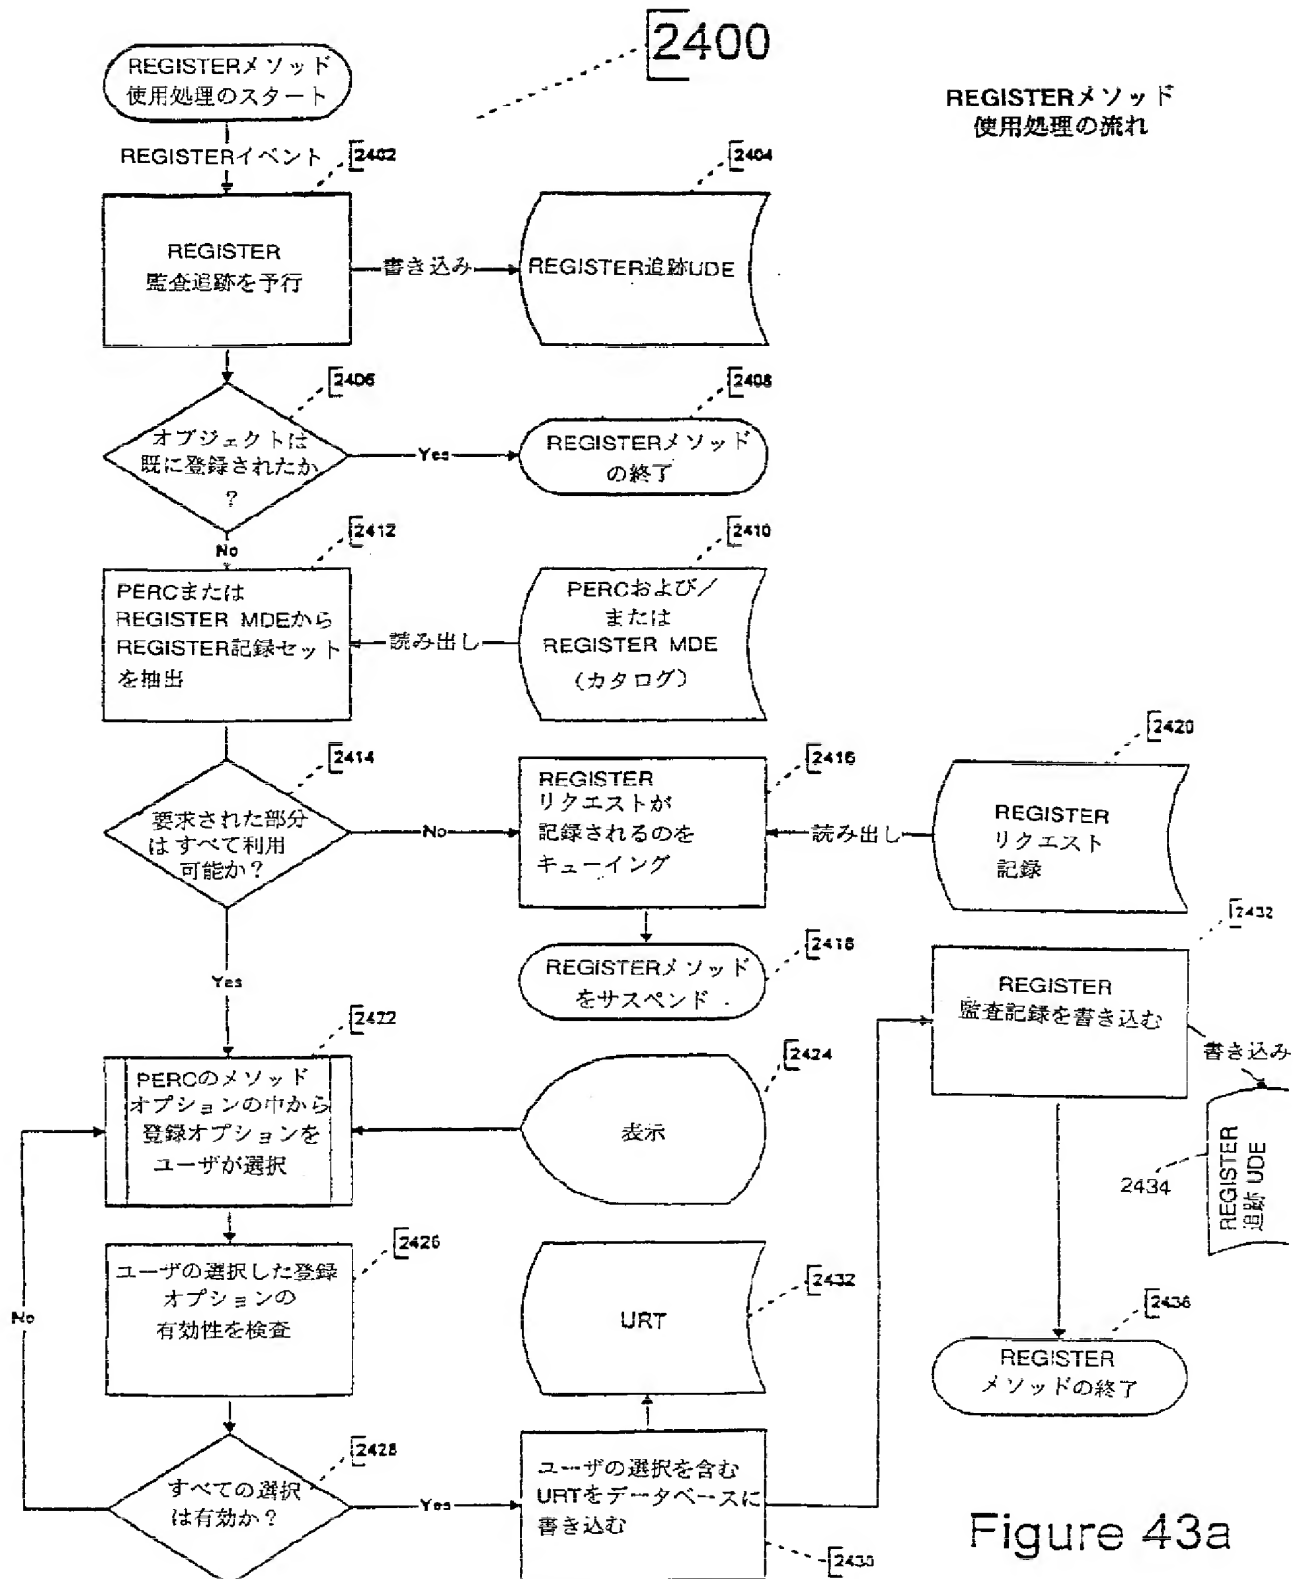 2400
REGISTERメソッド
使用処理のスタート
REGISTERメソッド
使用処理の流れ
REGISTERイベント
2402
2404
REGISTER
監査追跡を予行
書き込み
REGISTER追跡UDE
2406
2408
オブジェクトは
既に登録されたか
?
Yes
REGISTERメソッド
の終了
No
2412
2410
PERCまたは
REGISTER MDEから
REGISTER記録セット
を抽出
読み出し
PERCおよび/
または
REGISTER MDE
(カタログ)
2414
2416
2420
要求された部分
はすべて利用
可能か?
No
REGISTER
リクエストが
記録されるのを
キューイング
読み出し
REGISTER
リクエスト
記録
Yes
2418
REGISTERメソッド
をサスペンド
2432
REGISTER
監査記録を書き込む
書き込み
2434
REGISTER
追跡 UDE
2422
2424
PERCのメソッド
オプションの中から
登録オプションを
ユーザが選択
表示
2426
2432
ユーザの選択した登録
オプションの
有効性を検査
No
URT
2436
REGISTER
メソッドの終了
2428
すべての選択
は有効か?
Yes
ユーザの選択を含む
URTをデータベースに
書き込む
2430
Figure 43a